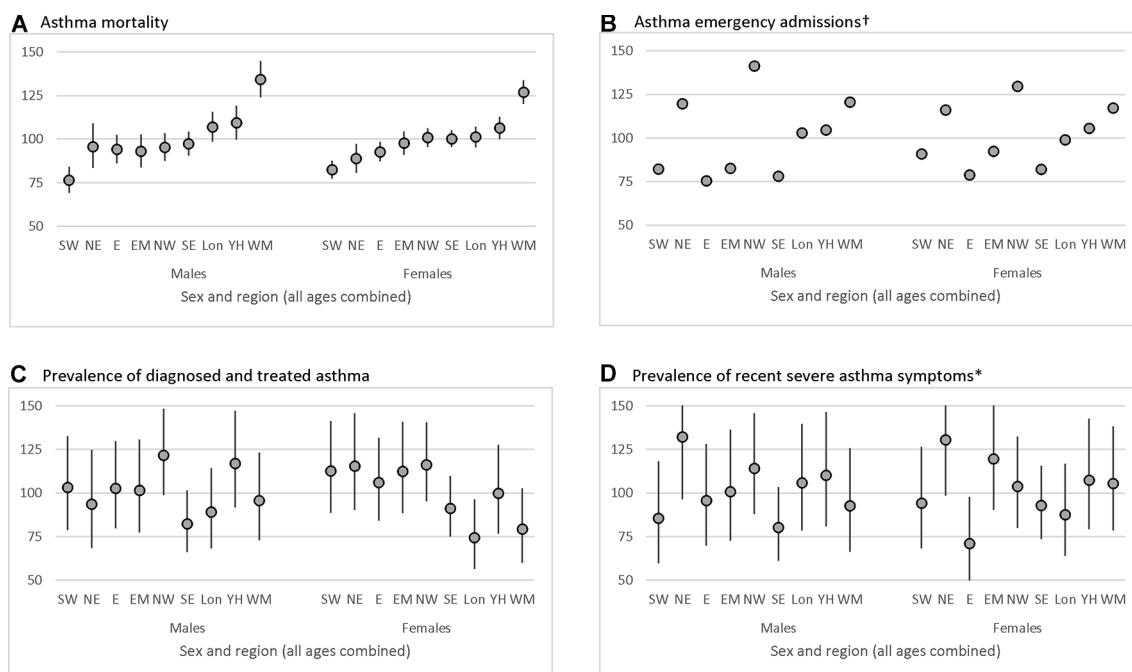 A Asthma mortality
150
125
100
75
50
SW NE E EM NW SE Lon YH WM SW NE E EM NW SE Lon YH WM
Males Females
Sex and region (all ages combined)
B Asthma emergency admissions†
150
125
100
75
50
SW NE E EM NW SE Lon YH WM SW NE E EM NW SE Lon YH WM
Males Females
Sex and region (all ages combined)
C Prevalence of diagnosed and treated asthma
150
125
100
75
50
SW NE E EM NW SE Lon YH WM SW NE E EM NW SE Lon YH WM
Males Females
Sex and region (all ages combined)
D Prevalence of recent severe asthma symptoms*
150
125
100
75
50
SW NE E EM NW SE Lon YH WM SW NE E EM NW SE Lon YH WM
Males Females
Sex and region (all ages combined)